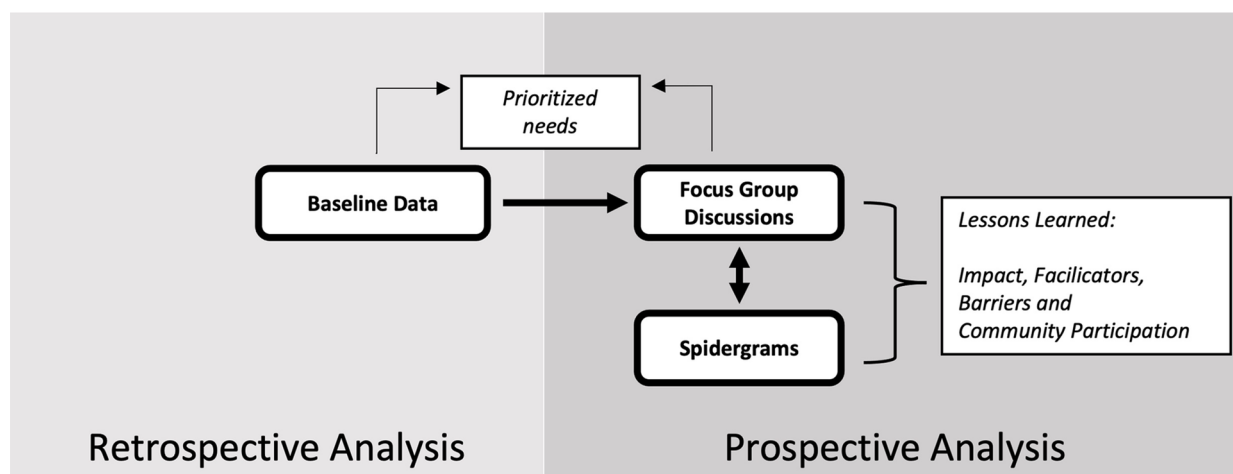 Prioritized
needs
Baseline Data
Focus Group
Discussions
Lessons Learned:
Impact, Facilicators,
Barriers and
Community Participation
Spidergrams
Retrospective Analysis
Prospective Analysis